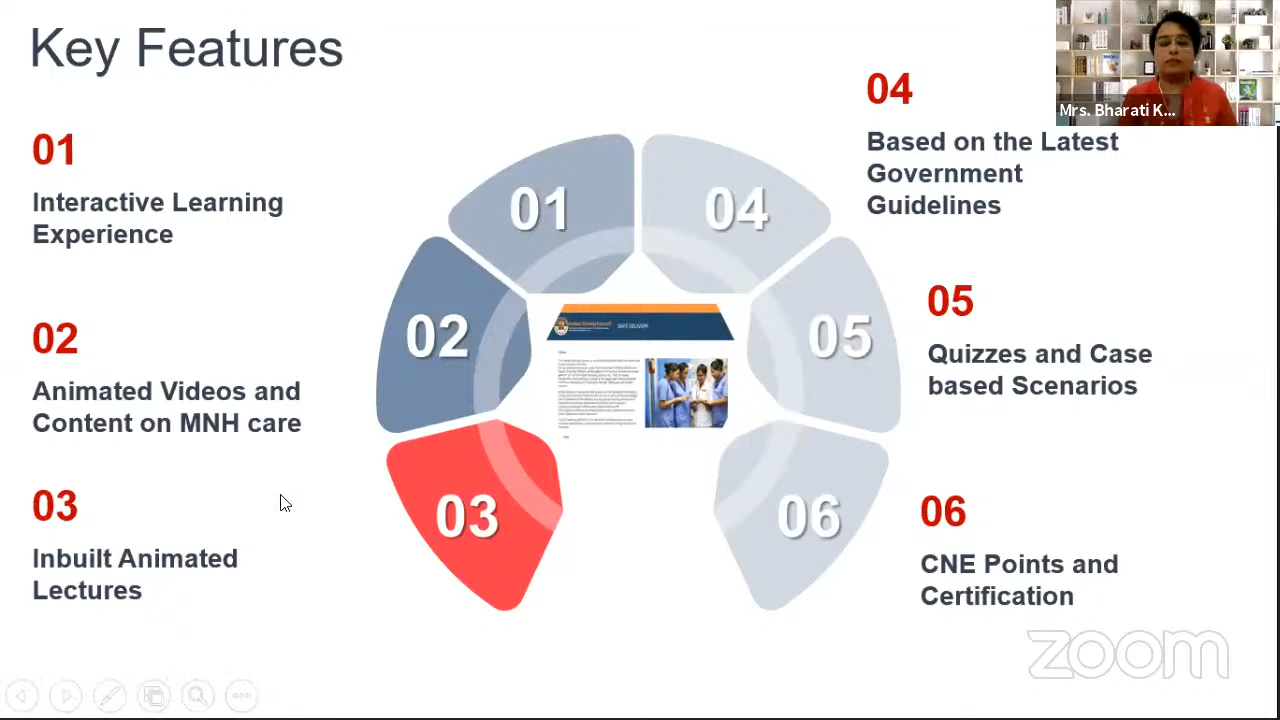 Key Features
01
Interactive Learning
Experience
02
Animated Videos and
Content on MNH care
03
Inbuilt Animated
Lectures
01
02
03
04
05
06
SAFE DELIVERY
04
Based on the Latest
Government
Guidelines
05
Quizzes and Case
based Scenarios
06
CNE Points and
Certification
Mrs. Bharati K...
zoom